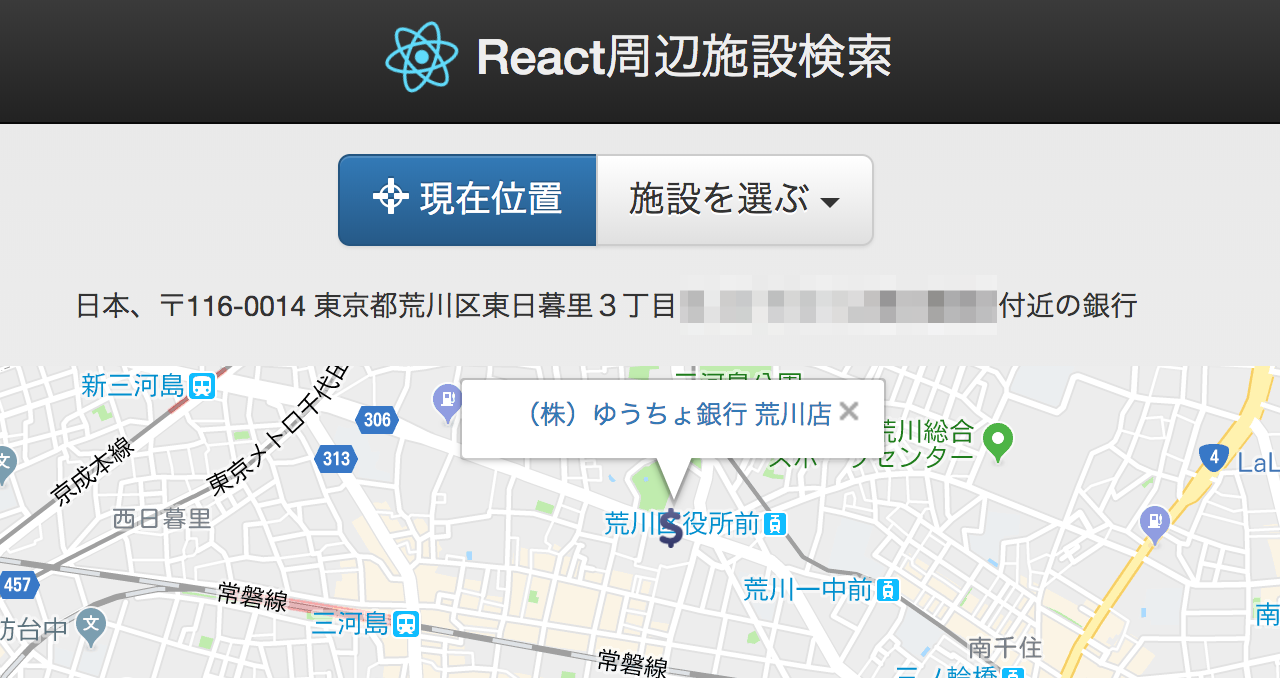 React周辺施設検索
現在位置
施設を選ぶ
日本、〒116-0014 東京都荒川区東日暮里３丁目
付近の銀行
新三河島
306
（株）ゆうちょ銀行 荒川店
313
荒川総合
スポーツセンター
4
LaL
京成本線
東京メトロ千代田
西日暮里
荒川区役所前
$
457
常磐線
荒川一中前
三河島
文
文
南千住
常磐線
三ノ輪橋